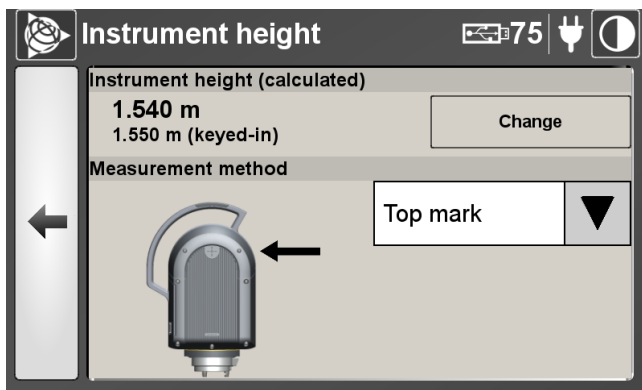 Instrument height
75
Instrument height (calculated)
1.540 m
1.550 m (keyed-in)
Change
Measurement method
Top mark